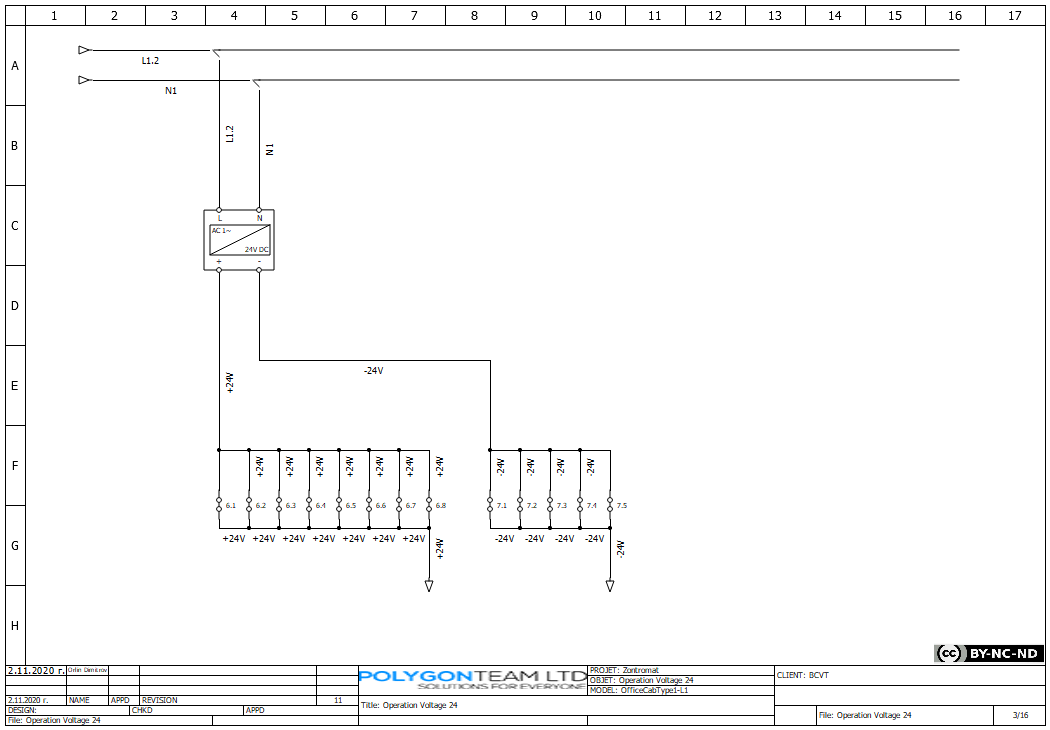 1 2 3 4 5 6 7 8 9 10 11 12 13 14 15 16 17
A
L1.2
N1
B
L1.2
N1
C
L N
AC 1~
24V DC
+ -
D
E
-24V
+24V
F
+24V +24V +24V +24V +24V +24V +24V -24V -24V -24V -24V
6.1 6.2 6.3 6.4 6.5 6.6 6.7 6.8 7.1 7.2 7.3 7.4 7.5
G
+24V +24V +24V +24V +24V +24V +24V +24V -24V -24V -24V -24V -24V
H
cc BY-NC-ND
2.11.2020 г. Orlin Dimitrov
POLYGONTEAM LTD
SOLUTIONS FOR EVERYONE
PROJET: Zontromat
OBJET: Operation Voltage 24
MODEL: OfficeCabType1-L1
CLIENT: BCVT
2.11.2020 г. NAME APPD REVISION 11
DESIGN: CHKD APPD
Title: Operation Voltage 24
File: Operation Voltage 24
File: Operation Voltage 24
3/16